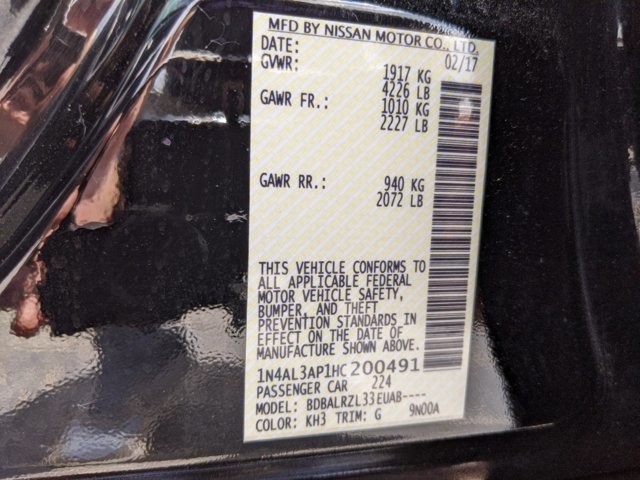 MFD BY NISSAN MOTOR CO., LTD.
DATE: 02/17
GVWR: 1917 KG
4226 LB
GAWR FR.: 1010 KG
2227 LB
GAWR RR.: 940 KG
2072 LB
THIS VEHICLE CONFORMS TO
ALL APPLICABLE FEDERAL
MOTOR VEHICLE SAFETY,
BUMPER, AND THEFT
PREVENTION STANDARDS IN
EFFECT ON THE DATE OF
MANUFACTURE SHOWN ABOVE.
1N4AL3AP1HC200491
PASSENGER CAR 224
MODEL: BDBALRZL33EUAB----
COLOR: KH3 TRIM: G 9N00A